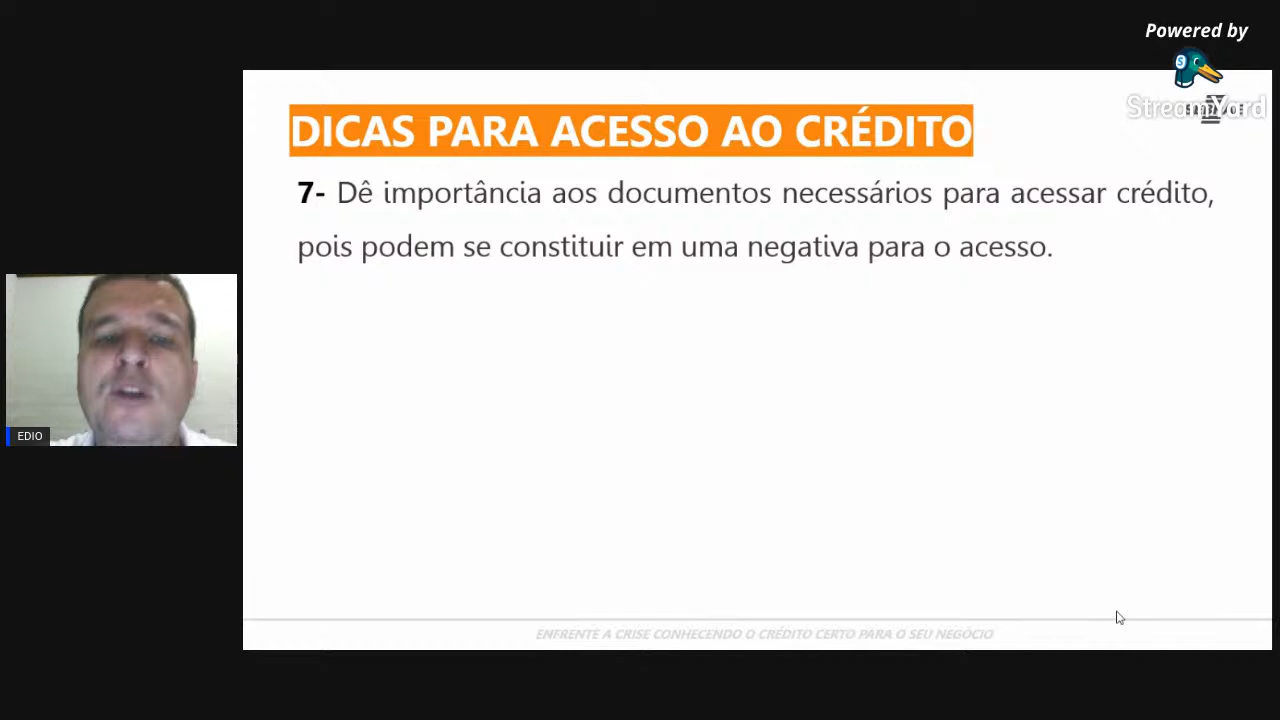 Powered by
StreamYard
DICAS PARA ACESSO AO CRÉDITO
7- Dê importância aos documentos necessários para acessar crédito,
pois podem se constituir em uma negativa para o acesso.
EDIO
ENFRENTE A CRISE CONHECENDO O CRÉDITO CERTO PARA O SEU NEGÓCIO